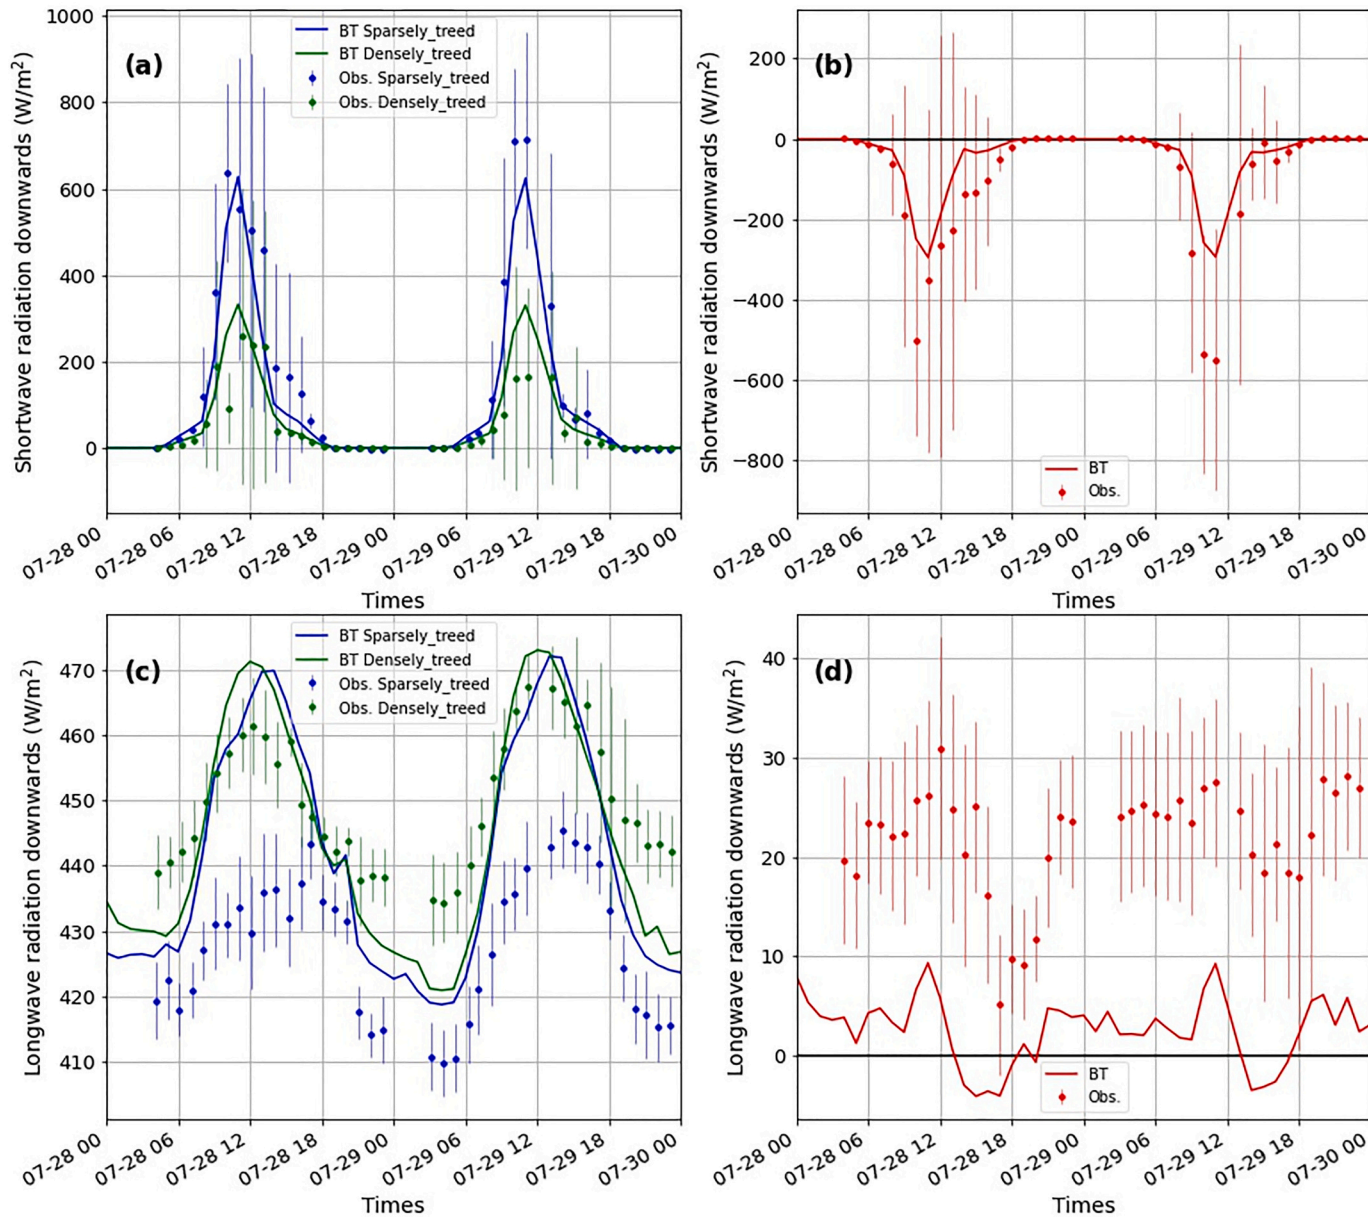 (a)
BT Sparsely_treed
BT Densely_treed
Obs. Sparsely_treed
Obs. Densely_treed
Shortwave radiation downwards (W/m²)
1000
800
600
400
200
0
07-28 00
07-28 06
07-28 12
07-28 18
07-29 00
07-29 06
07-29 12
07-29 18
07-30 00
Times
(b)
BT
Obs.
Shortwave radiation downwards (W/m²)
200
0
−200
−400
−600
−800
07-28 00
07-28 06
07-28 12
07-28 18
07-29 00
07-29 06
07-29 12
07-29 18
07-30 00
Times
(c)
BT Sparsely_treed
BT Densely_treed
Obs. Sparsely_treed
Obs. Densely_treed
Longwave radiation downwards (W/m²)
470
460
450
440
430
420
410
07-28 00
07-28 06
07-28 12
07-28 18
07-29 00
07-29 06
07-29 12
07-29 18
07-30 00
Times
(d)
BT
Obs.
Longwave radiation downwards (W/m²)
40
30
20
10
0
07-28 00
07-28 06
07-28 12
07-28 18
07-29 00
07-29 06
07-29 12
07-29 18
07-30 00
Times